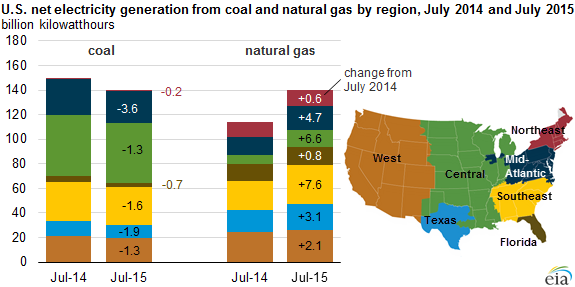 U.S. net electricity generation from coal and natural gas by region, July 2014 and July 2015
billion kilowatthours
180
160
140
120
100
80
60
40
20
0
coal
-0.2
-3.6
-1.3
-0.7
-1.6
-1.9
-1.3
Jul-14
Jul-15
natural gas
change from
July 2014
+0.6
+4.7
+6.6
+0.8
+7.6
+3.1
+2.1
Jul-14
Jul-15
Northeast
West
Mid-
Atlantic
Central
Southeast
Texas
Florida
eia